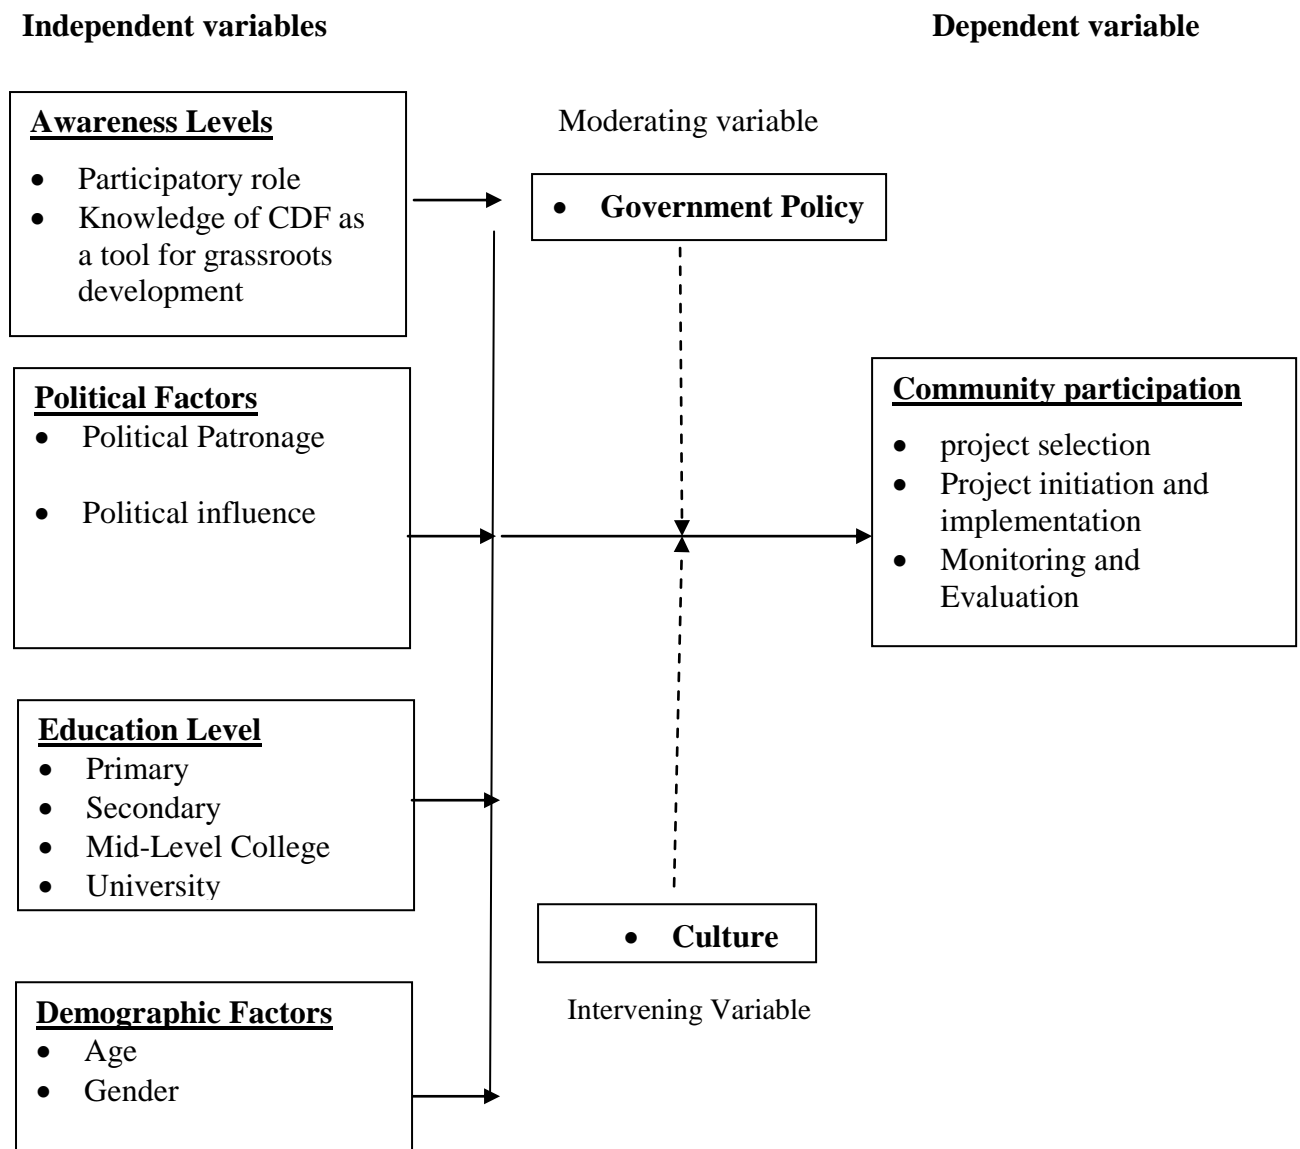 Independent variables
Dependent variable
Awareness Levels
• Participatory role
• Knowledge of CDF as
a tool for grassroots
development
Moderating variable
• Government Policy
Political Factors
• Political Patronage
• Political influence
Community participation
• project selection
• Project initiation and
implementation
• Monitoring and
Evaluation
Education Level
• Primary
• Secondary
• Mid-Level College
• University
• Culture
Intervening Variable
Demographic Factors
• Age
• Gender